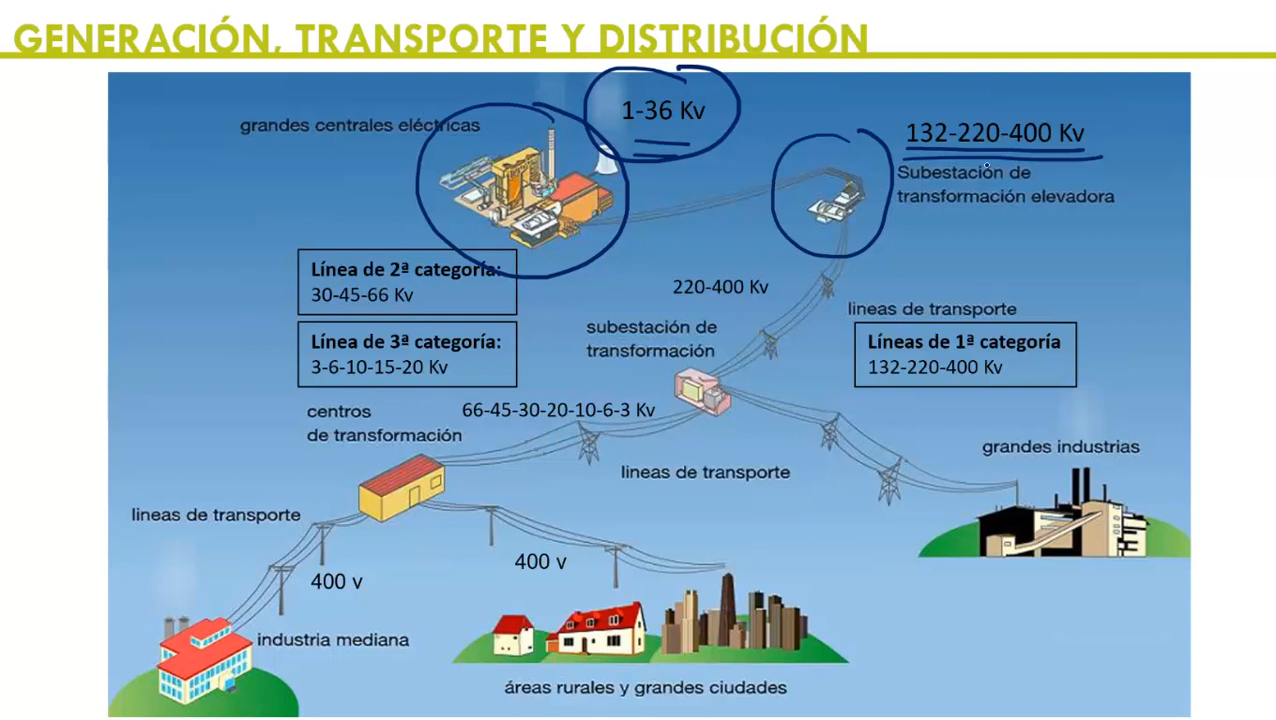 GENERACIÓN, TRANSPORTE Y DISTRIBUCIÓN
1-36 Kv
grandes centrales eléctricas
132-220-400 Kv
Subestación de
transformación elevadora
Línea de 2ª categoría:
30-45-66 Kv
220-400 Kv
lineas de transporte
subestación de
transformación
Línea de 3ª categoría:
3-6-10-15-20 Kv
Líneas de 1ª categoría
132-220-400 Kv
centros
de transformación
66-45-30-20-10-6-3 Kv
grandes industrias
lineas de transporte
lineas de transporte
400 v
400 v
industria mediana
áreas rurales y grandes ciudades